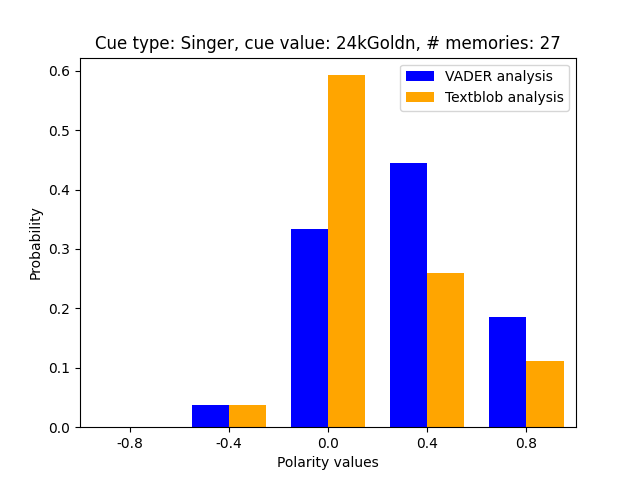 Cue type: Singer, cue value: 24kGoldn, # memories: 27
VADER analysis
Textblob analysis
Probability
0.6
0.5
0.4
0.3
0.2
0.1
0.0
-0.8 -0.4 0.0 0.4 0.8
Polarity values